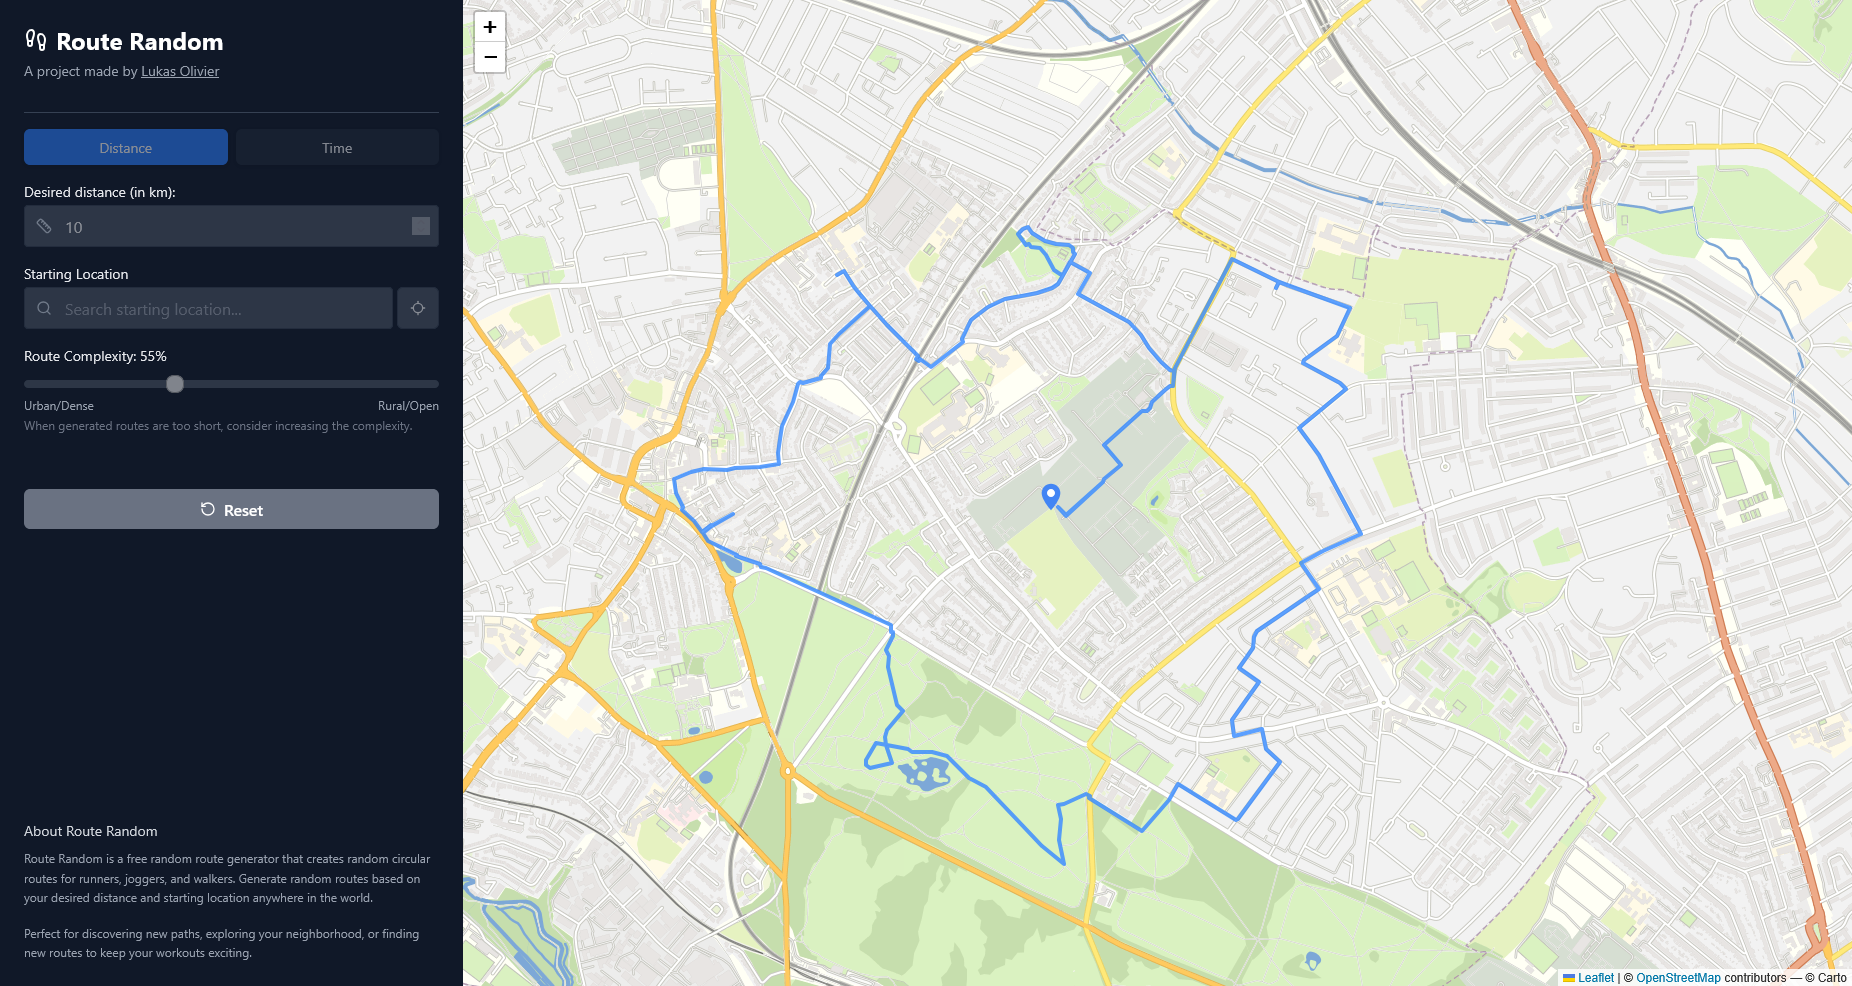 Route Random
A project made by Lukas Olivier
Distance
Time
Desired distance (in km):
10
Starting Location
Search starting location...
Route Complexity: 55%
Urban/Dense
Rural/Open
When generated routes are too short, consider increasing the complexity.
Reset
About Route Random
Route Random is a free random route generator that creates random circular
routes for runners, joggers, and walkers. Generate random routes based on
your desired distance and starting location anywhere in the world.
Perfect for discovering new paths, exploring your neighborhood, or finding
new routes to keep your workouts exciting.
+
−
Leaflet | © OpenStreetMap contributors — © Carto